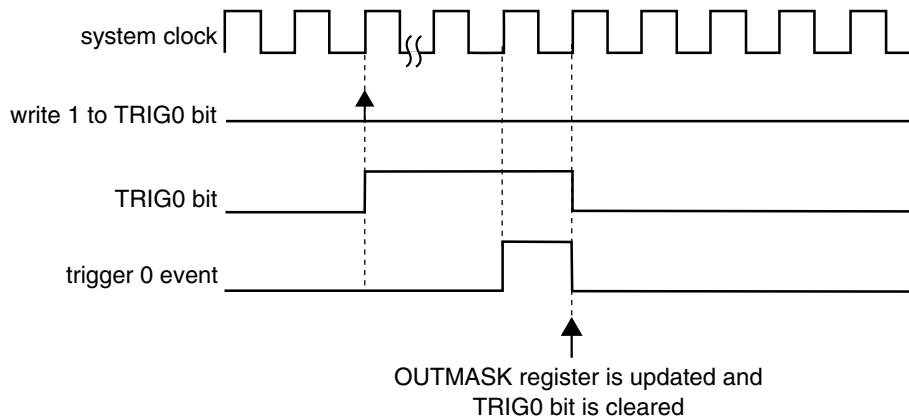 system clock
write 1 to TRIG0 bit
TRIG0 bit
trigger 0 event
OUTMASK register is updated and
TRIG0 bit is cleared